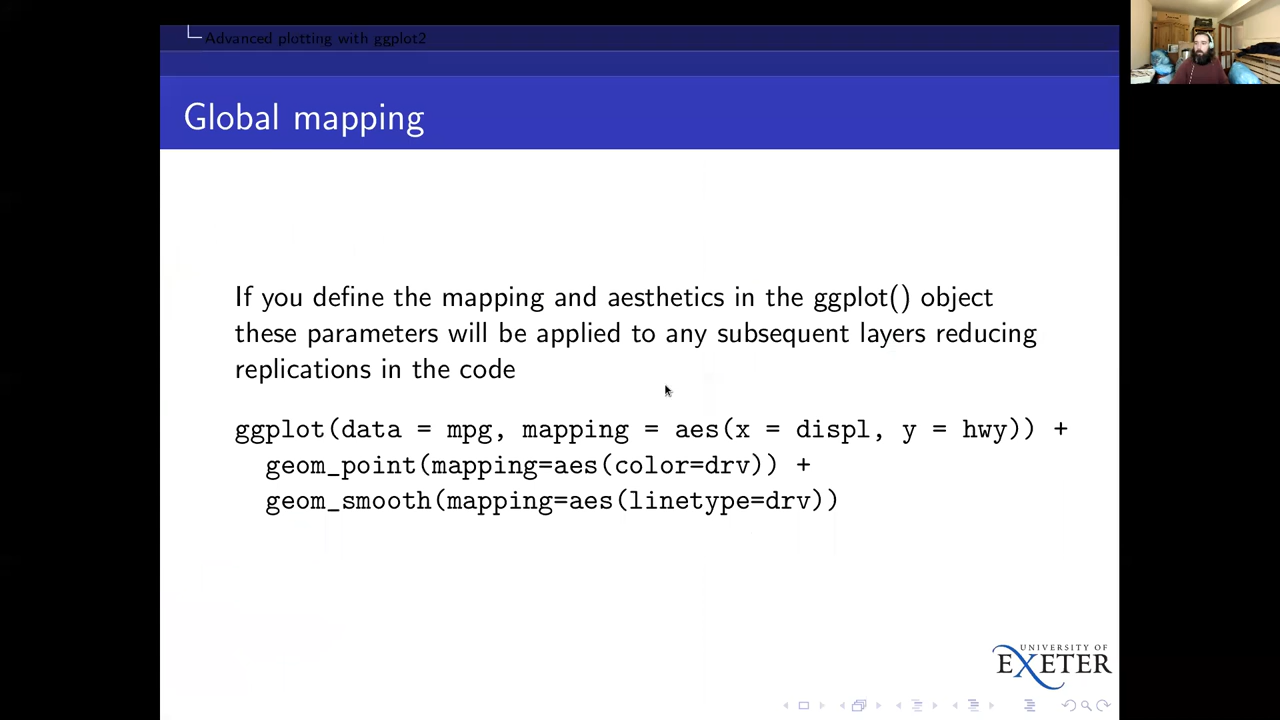 Advanced plotting with ggplot2
Global mapping
If you define the mapping and aesthetics in the ggplot() object
these parameters will be applied to any subsequent layers reducing
replications in the code
ggplot(data = mpg, mapping = aes(x = displ, y = hwy)) +
geom_point(mapping=aes(color=drv)) +
geom_smooth(mapping=aes(linetype=drv))
UNIVERSITY OF
EXETER